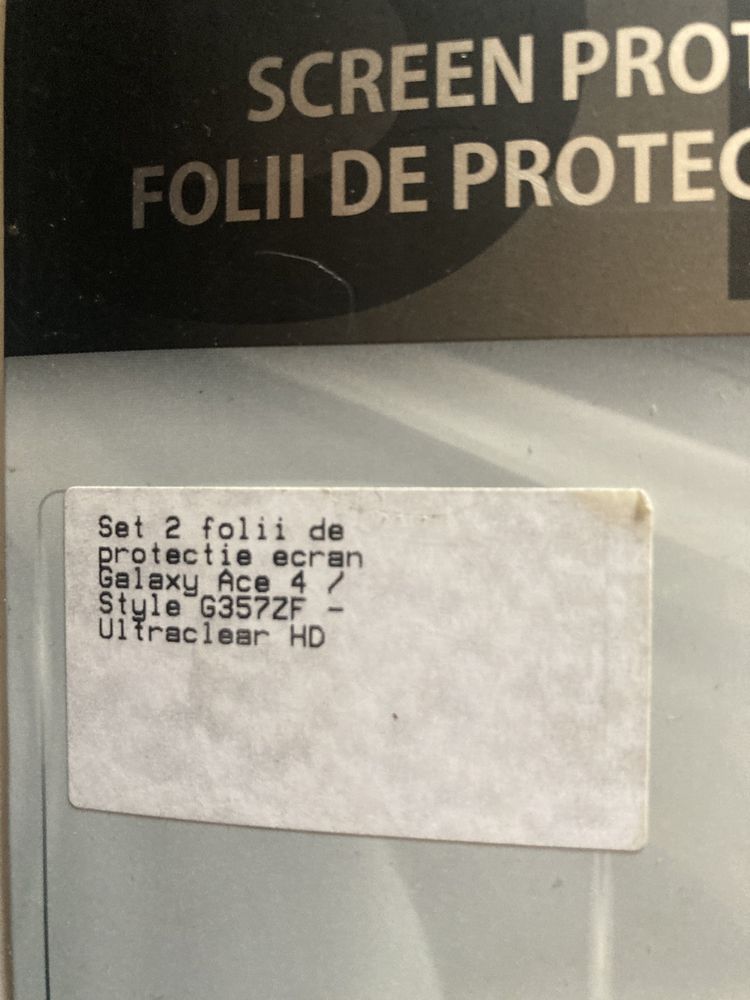 SCREEN PROT
FOLII DE PROTEC
Set 2 folii de
protectie ecran
Galaxy Ace 4 /
Style G357ZF -
Ultraclear HD